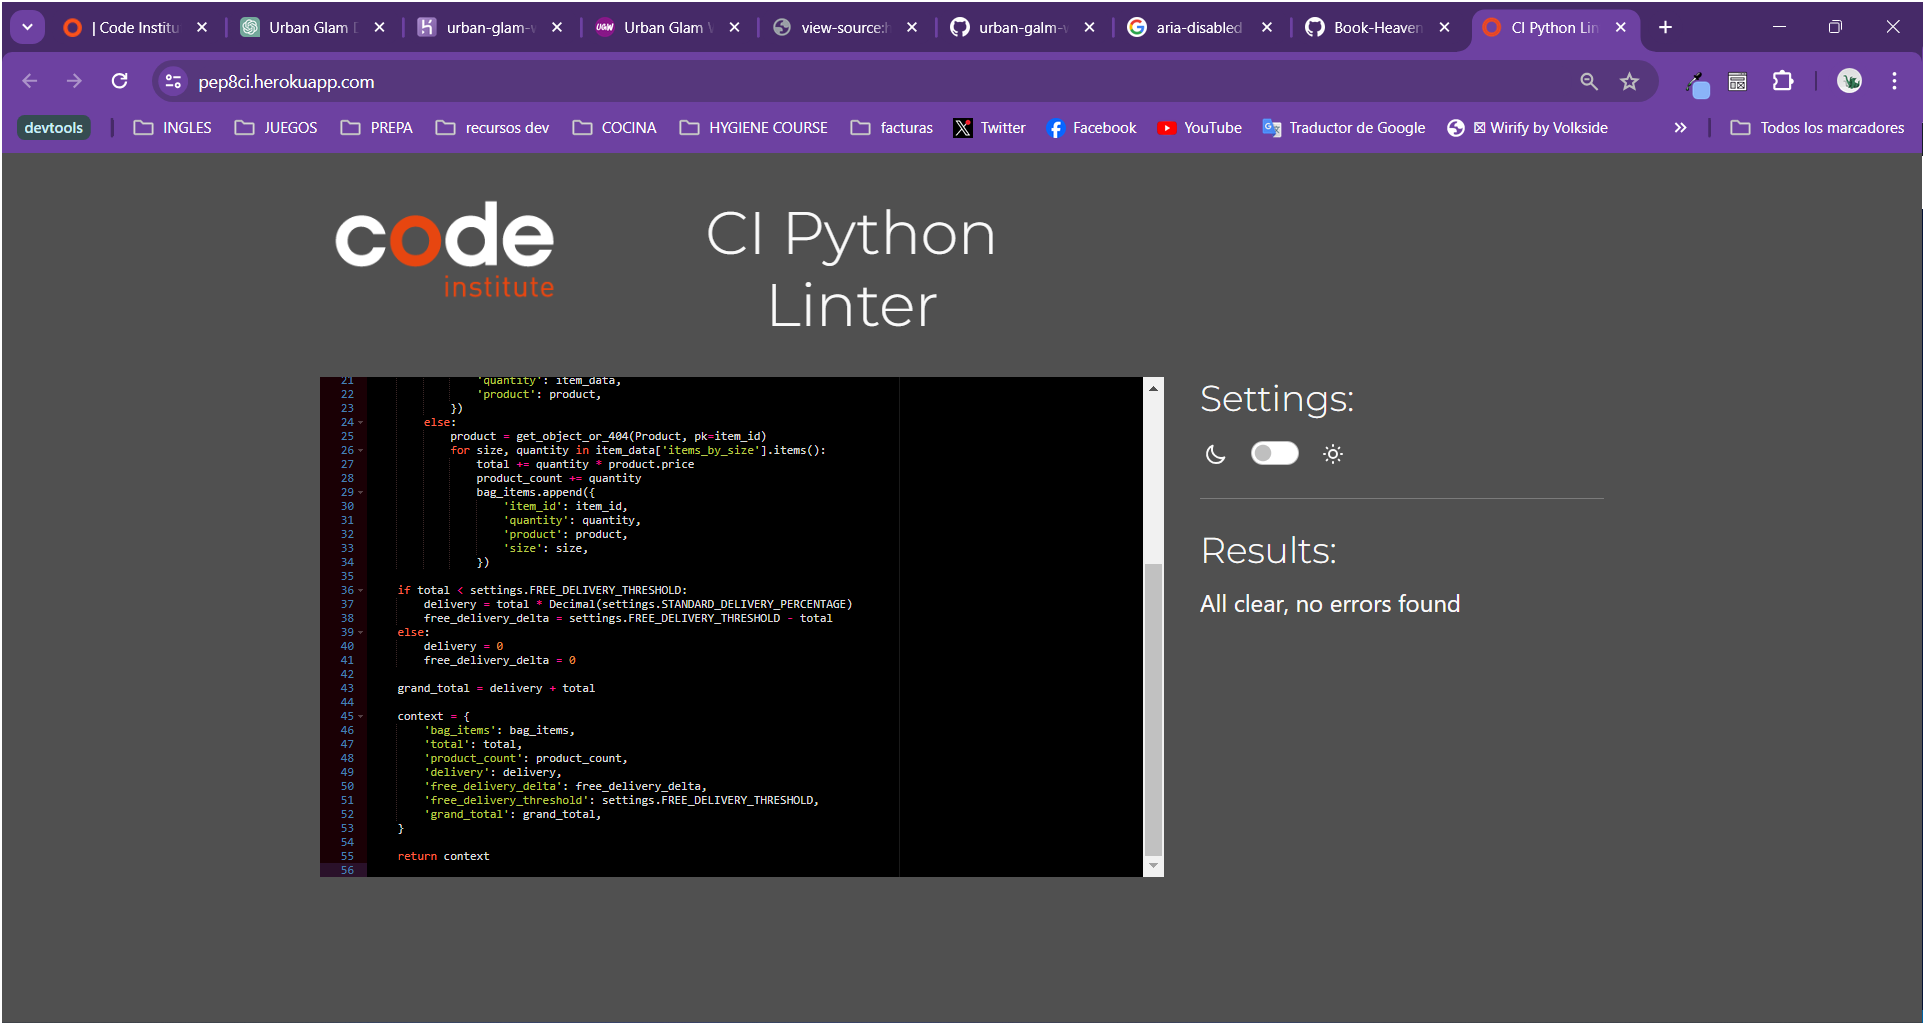 | Code Institu
Urban Glam D
urban-glam-w
UGW Urban Glam W
view-source:h
urban-galm-w
aria-disabled
Book-Heaven
CI Python Lin
pep8ci.herokuapp.com
devtools
INGLES
JUEGOS
PREPA
recursos dev
COCINA
HYGIENE COURSE
facturas
Twitter
Facebook
YouTube
Traductor de Google
Wirify by Volkside
Todos los marcadores
code
institute
CI Python
Linter
21 'quantity': item_data,
22 'product': product,
23 })
24 else:
25 product = get_object_or_404(Product, pk=item_id)
26 for size, quantity in item_data['items_by_size'].items():
27 total += quantity * product.price
28 product_count += quantity
29 bag_items.append({
30 'item_id': item_id,
31 'quantity': quantity,
32 'product': product,
33 'size': size,
34 })
35
36 if total < settings.FREE_DELIVERY_THRESHOLD:
37 delivery = total * Decimal(settings.STANDARD_DELIVERY_PERCENTAGE)
38 free_delivery_delta = settings.FREE_DELIVERY_THRESHOLD - total
39 else:
40 delivery = 0
41 free_delivery_delta = 0
42
43 grand_total = delivery + total
44
45 context = {
46 'bag_items': bag_items,
47 'total': total,
48 'product_count': product_count,
49 'delivery': delivery,
50 'free_delivery_delta': free_delivery_delta,
51 'free_delivery_threshold': settings.FREE_DELIVERY_THRESHOLD,
52 'grand_total': grand_total,
53 }
54
55 return context
56
Settings:
Results:
All clear, no errors found